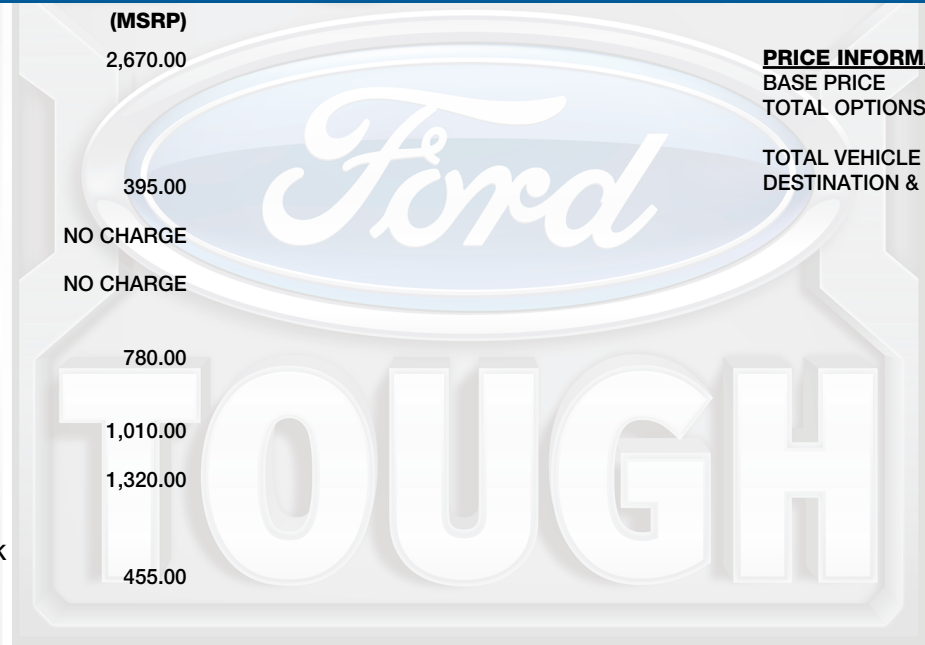 (MSRP)
2,670.00
PRICE INFORMA
BASE PRICE
TOTAL OPTIONS
TOTAL VEHICLE
DESTINATION &
395.00
NO CHARGE
NO CHARGE
780.00
1,010.00
1,320.00
K
455.00
Ford
TOUGH